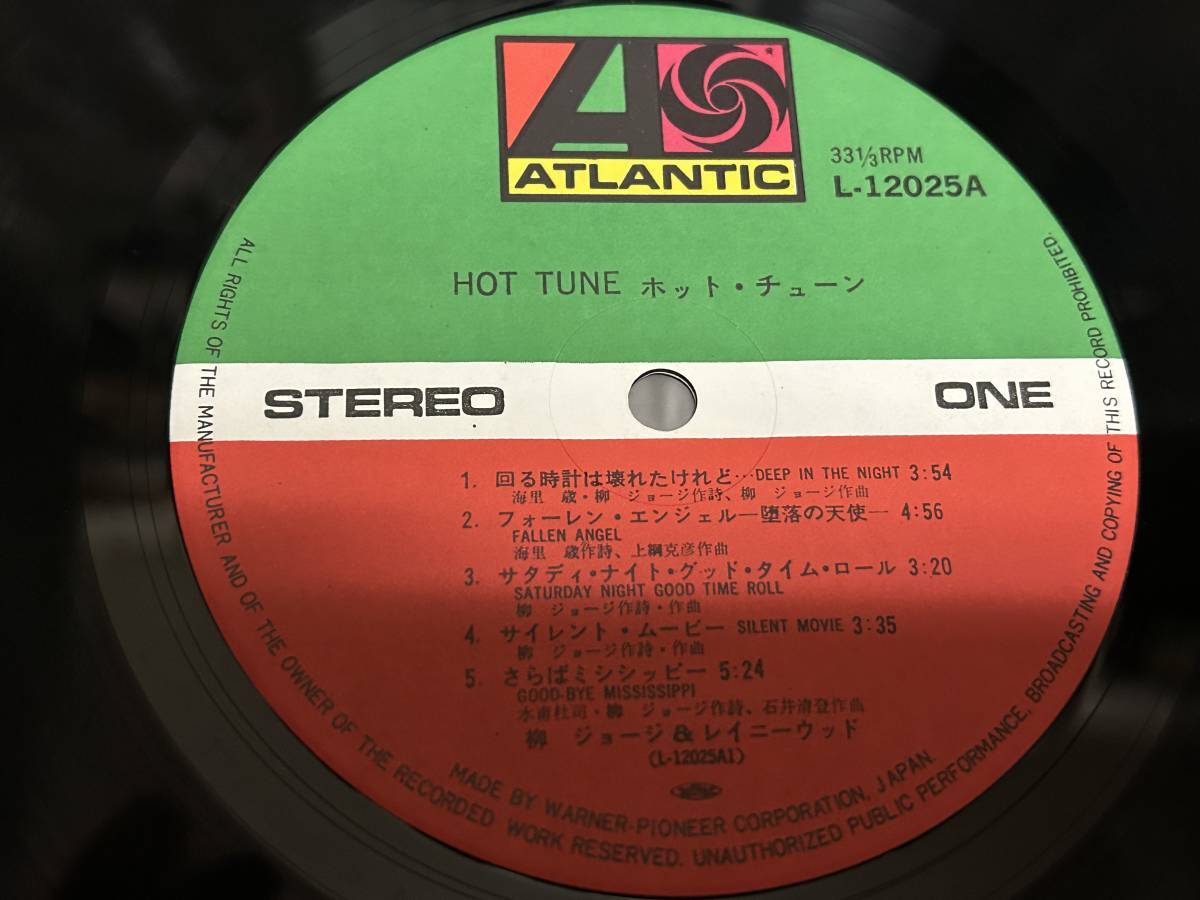 ATLANTIC
33⅓RPM
L-12025A
HOT TUNE ホット・チューン
STEREO
ONE
1. 回る時計は壊れたけれど…DEEP IN THE NIGHT 3:54
海里 歳・柳 ジョージ作詩、柳 ジョージ作曲
2. フォーレン・エンジェル—堕落の天使— 4:56
FALLEN ANGEL
海里 歳作詩、上綱克彦作曲
3. サタディ・ナイト・グッド・タイム・ロール 3:20
SATURDAY NIGHT GOOD TIME ROLL
柳 ジョージ作詩・作曲
4. サイレント・ムービー SILENT MOVIE 3:35
柳 ジョージ作詩・作曲
5. さらばミシシッピー 5:24
GOOD-BYE MISSISSIPPI
水甫杜司・柳 ジョージ作詩、石井清登作曲
柳 ジョージ&レイニーウッド
(L-12025A1)
ALL RIGHTS OF THE MANUFACTURER AND OF THE OWNER OF THE RECORDED WORK RESERVED. UNAUTHORIZED PUBLIC PERFORMANCE, BROADCASTING AND COPYING OF THIS RECORD PROHIBITED.
MADE BY WARNER-PIONEER CORPORATION, JAPAN.